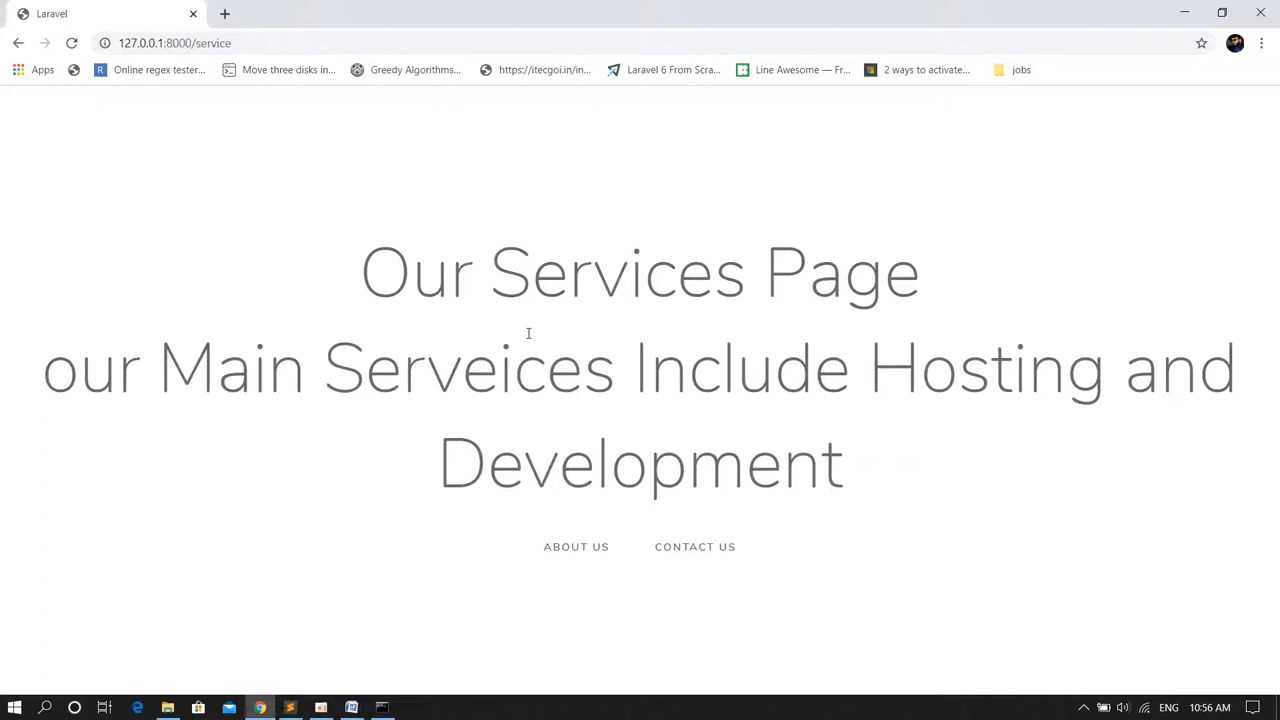 Laravel
127.0.0.1:8000/service
Apps
Online regex tester...
Move three disks in...
Greedy Algorithms...
https://itecgoi.in/in...
Laravel 6 From Scra...
Line Awesome — Fr...
2 ways to activate...
jobs
Our Services Page
our Main Serveices Include Hosting and
Development
ABOUT US CONTACT US
ENG 10:56 AM